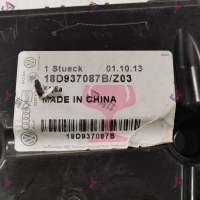 1 Stueck 01.10.13
18D937087B/Z03
MADE IN CHINA
18D937087B